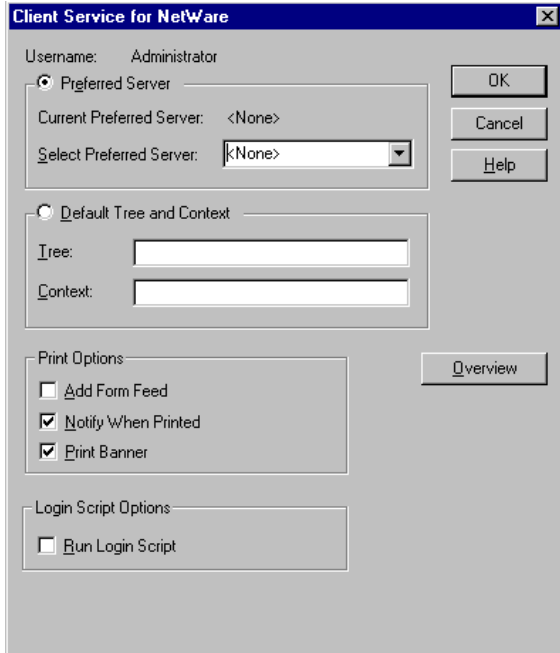 Client Service for NetWare
Username: Administrator
Preferred Server
Current Preferred Server: <None>
Select Preferred Server: <None>
Default Tree and Context
Tree:
Context:
Print Options
Add Form Feed
Notify When Printed
Print Banner
Login Script Options
Run Login Script
OK
Cancel
Help
Overview